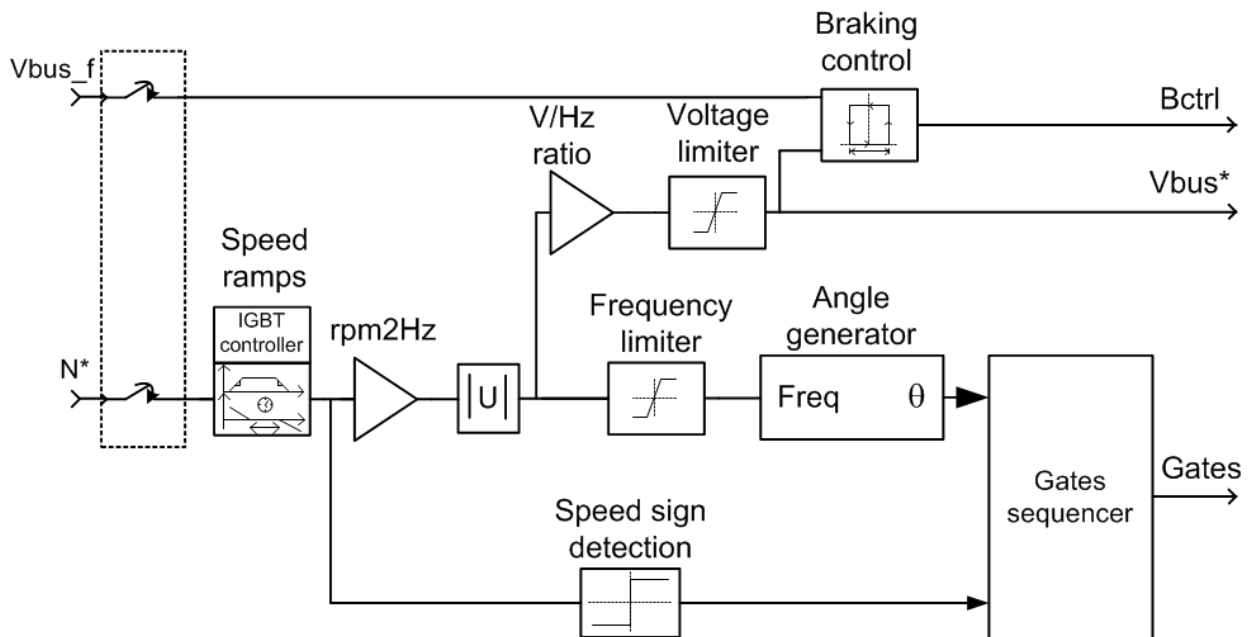 Braking
control
Vbus_f
Bctrl
V/Hz
ratio
Voltage
limiter
Vbus*
Speed
ramps
IGBT
controller
rpm2Hz
Frequency
limiter
Angle
generator
N*
|U|
Freq θ
Gates
sequencer
Gates
Speed sign
detection